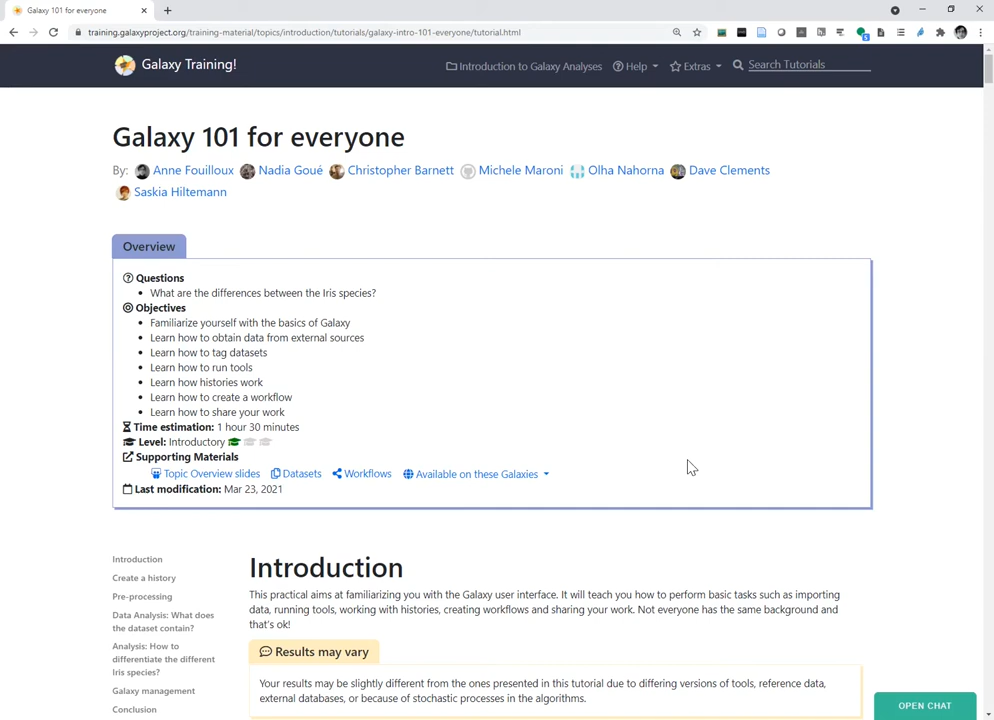 Galaxy 101 for everyone
training.galaxyproject.org/training-material/topics/introduction/tutorials/galaxy-intro-101-everyone/tutorial.html
Galaxy Training!
Introduction to Galaxy Analyses
Help
Extras
Search Tutorials
Galaxy 101 for everyone
By: Anne Fouilloux Nadia Goué Christopher Barnett Michele Maroni Olha Nahorna Dave Clements
Saskia Hiltemann
Overview
Questions
• What are the differences between the Iris species?
Objectives
• Familiarize yourself with the basics of Galaxy
• Learn how to obtain data from external sources
• Learn how to tag datasets
• Learn how to run tools
• Learn how histories work
• Learn how to create a workflow
• Learn how to share your work
Time estimation: 1 hour 30 minutes
Level: Introductory
Supporting Materials
Topic Overview slides Datasets Workflows Available on these Galaxies
Last modification: Mar 23, 2021
Introduction
Create a history
Pre-processing
Data Analysis: What does
the dataset contain?
Analysis: How to
differentiate the different
Iris species?
Galaxy management
Conclusion
Introduction
This practical aims at familiarizing you with the Galaxy user interface. It will teach you how to perform basic tasks such as importing
data, running tools, working with histories, creating workflows and sharing your work. Not everyone has the same background and
that's ok!
Results may vary
Your results may be slightly different from the ones presented in this tutorial due to differing versions of tools, reference data,
external databases, or because of stochastic processes in the algorithms.
OPEN CHAT